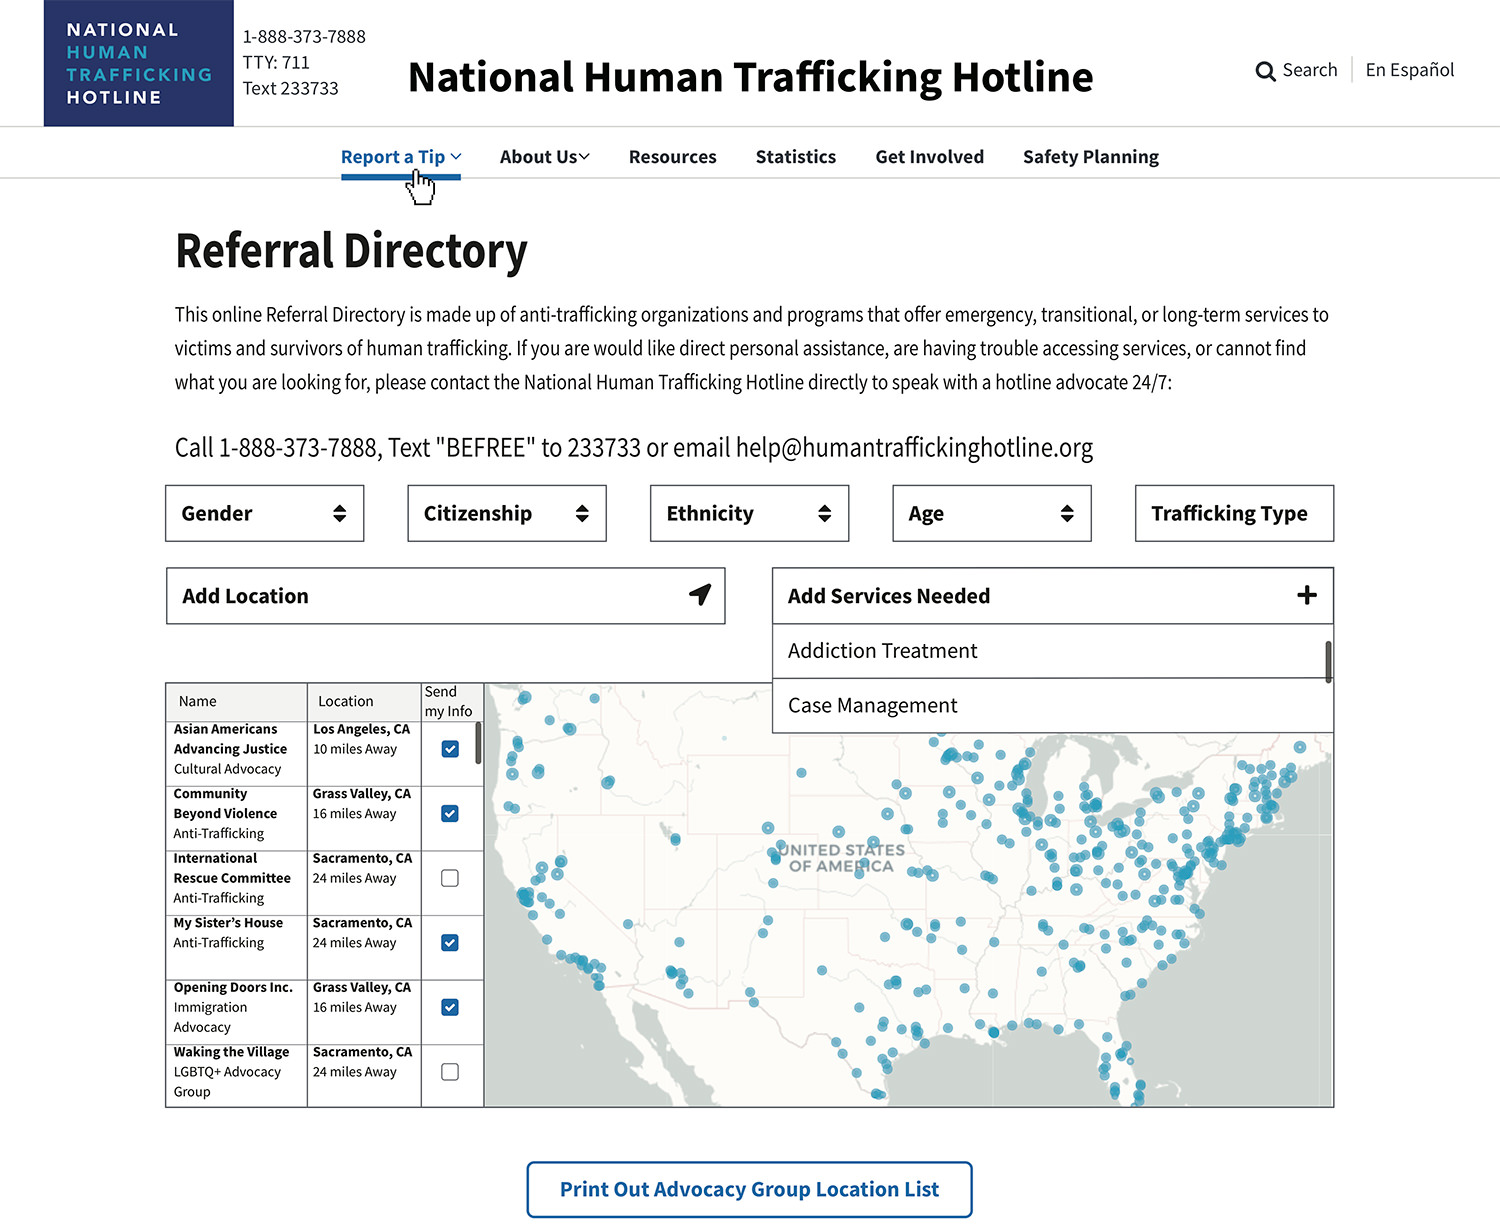 NATIONAL
HUMAN
TRAFFICKING
HOTLINE
1-888-373-7888
TTY: 711
Text 233733
National Human Trafficking Hotline
Search
En Español
Report a Tip
About Us
Resources
Statistics
Get Involved
Safety Planning
Referral Directory
This online Referral Directory is made up of anti-trafficking organizations and programs that offer emergency, transitional, or long-term services to
victims and survivors of human trafficking. If you are would like direct personal assistance, are having trouble accessing services, or cannot find
what you are looking for, please contact the National Human Trafficking Hotline directly to speak with a hotline advocate 24/7:
Call 1-888-373-7888, Text "BEFREE" to 233733 or email help@humantraffickinghotline.org
Gender
Citizenship
Ethnicity
Age
Trafficking Type
Add Location
Add Services Needed
Addiction Treatment
Case Management
Name
Location
Send
my Info
Asian Americans
Advancing Justice
Cultural Advocacy
Los Angeles, CA
10 miles Away
Community
Beyond Violence
Anti-Trafficking
Grass Valley, CA
16 miles Away
International
Rescue Committee
Anti-Trafficking
Sacramento, CA
24 miles Away
My Sister’s House
Anti-Trafficking
Sacramento, CA
24 miles Away
Opening Doors Inc.
Immigration
Advocacy
Grass Valley, CA
16 miles Away
Waking the Village
LGBTQ+ Advocacy
Group
Sacramento, CA
24 miles Away
UNITED STATES
OF AMERICA
Print Out Advocacy Group Location List